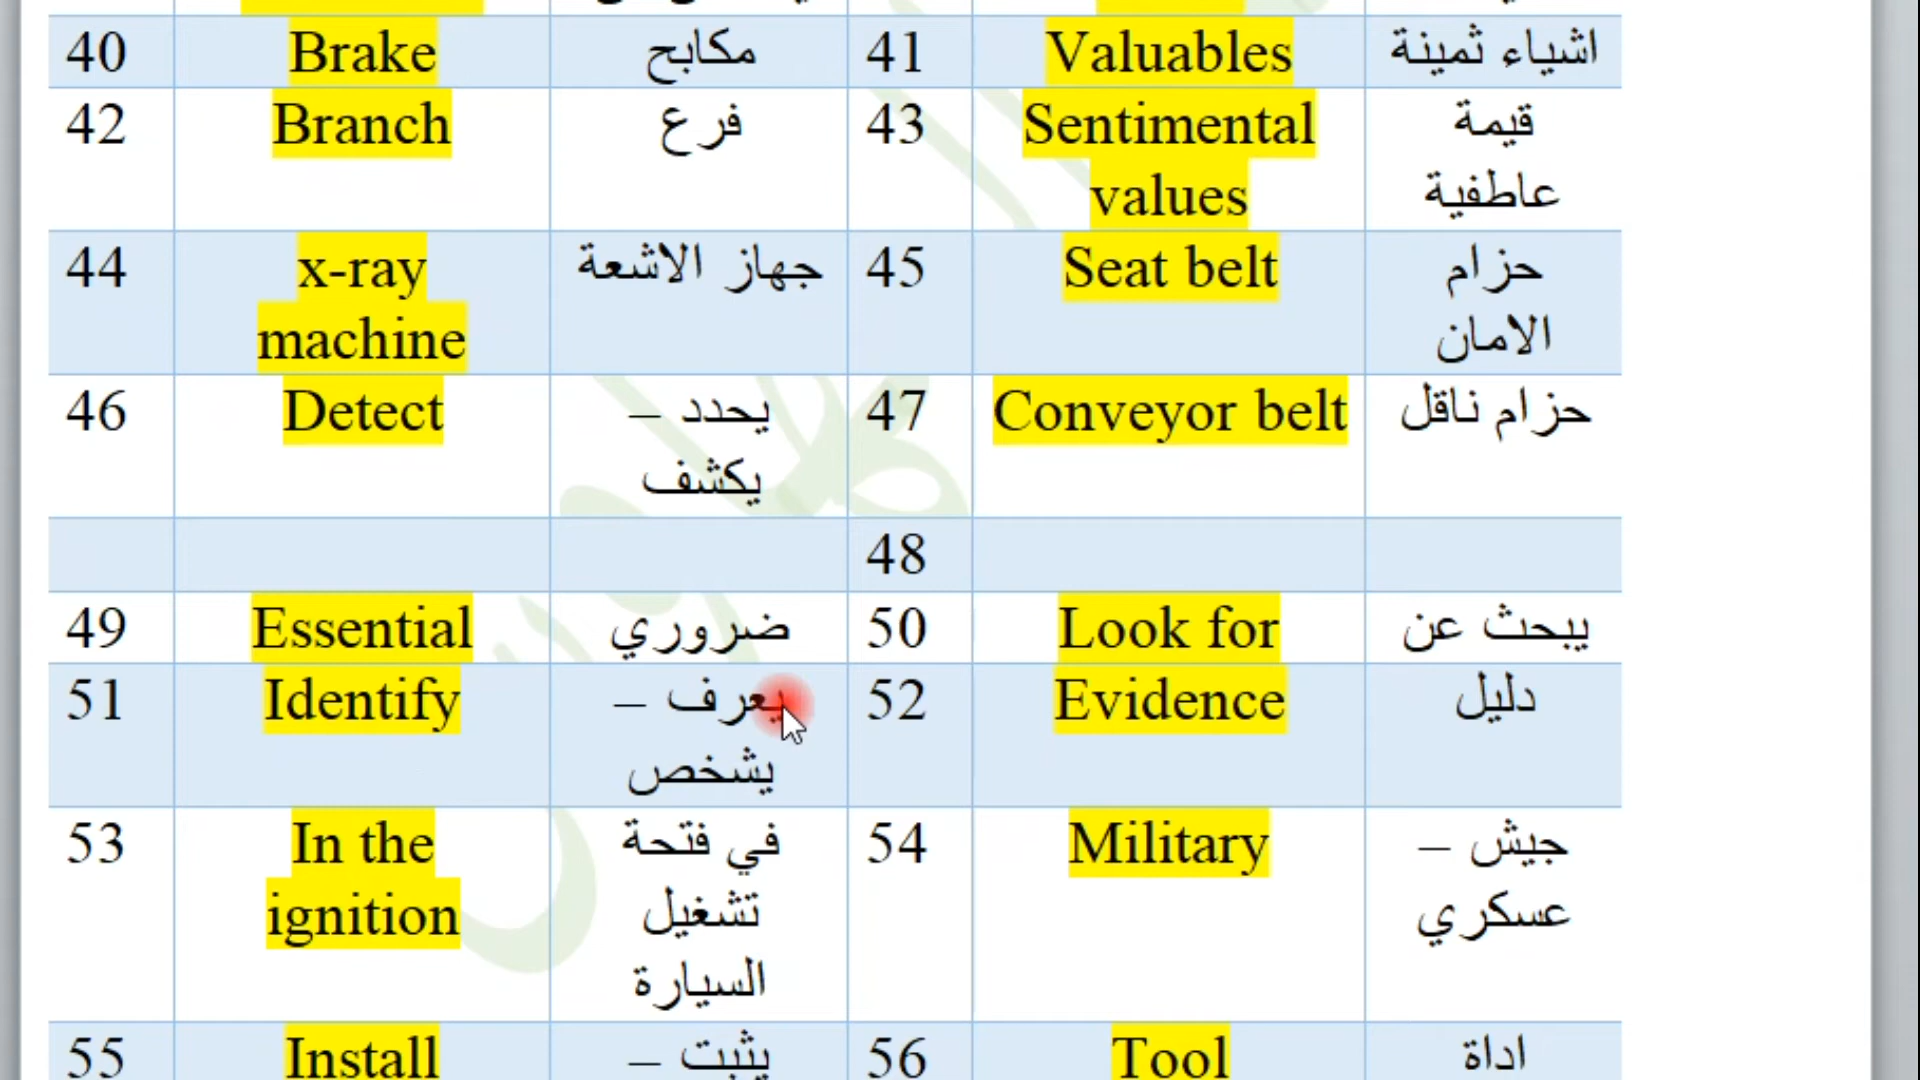 40 Brake مكابح 41 Valuables اشياء ثمينة
42 Branch فرع 43 Sentimental قيمة
values عاطفية
44 x-ray جهاز الاشعة 45 Seat belt حزام
machine الامان
46 Detect يحدد – 47 Conveyor belt حزام ناقل
يكشف
48
49 Essential ضروري 50 Look for يبحث عن
51 Identify يعرف – 52 Evidence دليل
يشخص
53 In the في فتحة 54 Military جيش –
ignition تشغيل عسكري
السيارة
55 Install يثبت – 56 Tool اداة